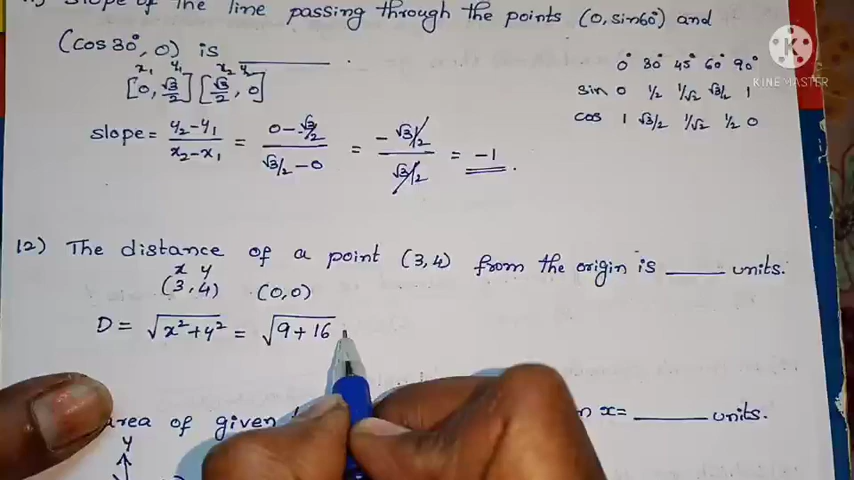 Slope of the line passing through the points (0, sin60°) and
(cos 30°, 0) is ________ .
x₁ y₁ x₂ y₂
[0, √3/2] [√3/2, 0]
slope = y₂-y₁/x₂-x₁ = 0-√3/2 / √3/2-0 = -√3/2 / √3/2 = -1 .
0° 30° 45° 60° 90°
sin 0 1/2 1/√2 √3/2 1
cos 1 √3/2 1/√2 1/2 0
KINEMASTER
12) The distance of a point (3,4) from the origin is ______ units.
x y
(3,4) (0,0)
D = √x²+y² = √9+16
area of given
x= ________ units.
y